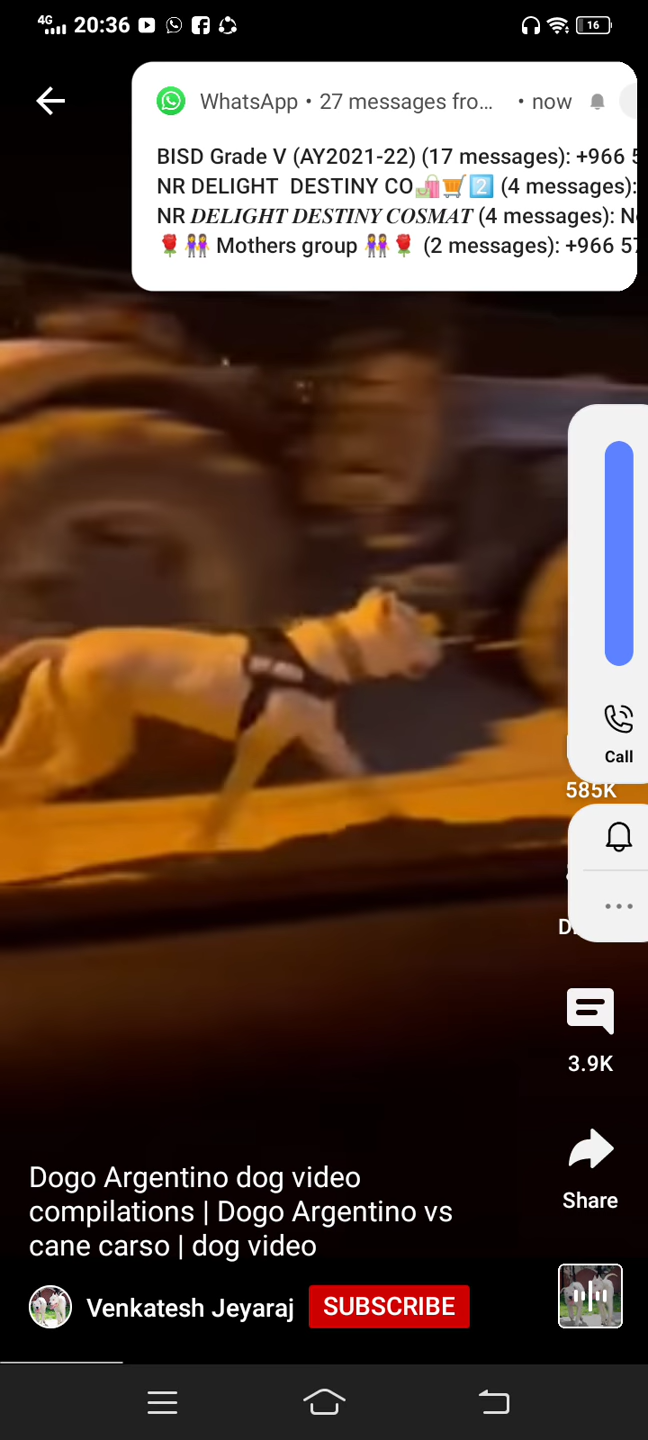 4G 20:36 16
WhatsApp • 27 messages fro... • now
BISD Grade V (AY2021-22) (17 messages): +966
NR DELIGHT DESTINY CO🛍️🛒2️⃣ (4 messages):
NR 𝑫𝑬𝑳𝑰𝑮𝑯𝑻 𝑫𝑬𝑺𝑻𝑰𝑵𝒀 𝑪𝑶𝑺𝑴𝑨𝑻 (4 messages):
🌹👭 Mothers group 👭🌹 (2 messages): +966
Call
585K
3.9K
Share
Dogo Argentino dog video
compilations | Dogo Argentino vs
cane carso | dog video
Venkatesh Jeyaraj SUBSCRIBE